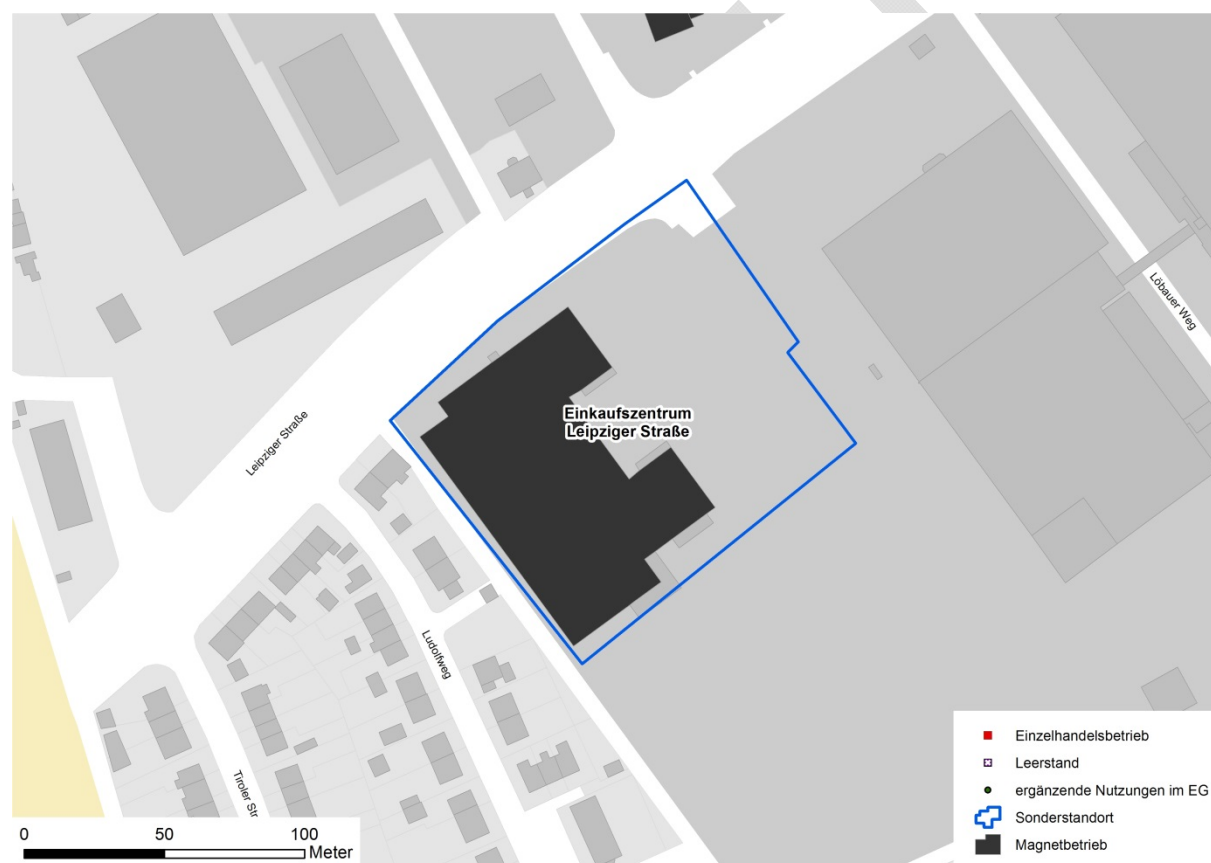 Löbauer Weg
Einkaufszentrum
Leipziger Straße
Leipziger Straße
Ludolfweg
Tiroler Str
Einzelhandelsbetrieb
Leerstand
ergänzende Nutzungen im EG
Sonderstandort
Magnetbetrieb
0 50 100
Meter